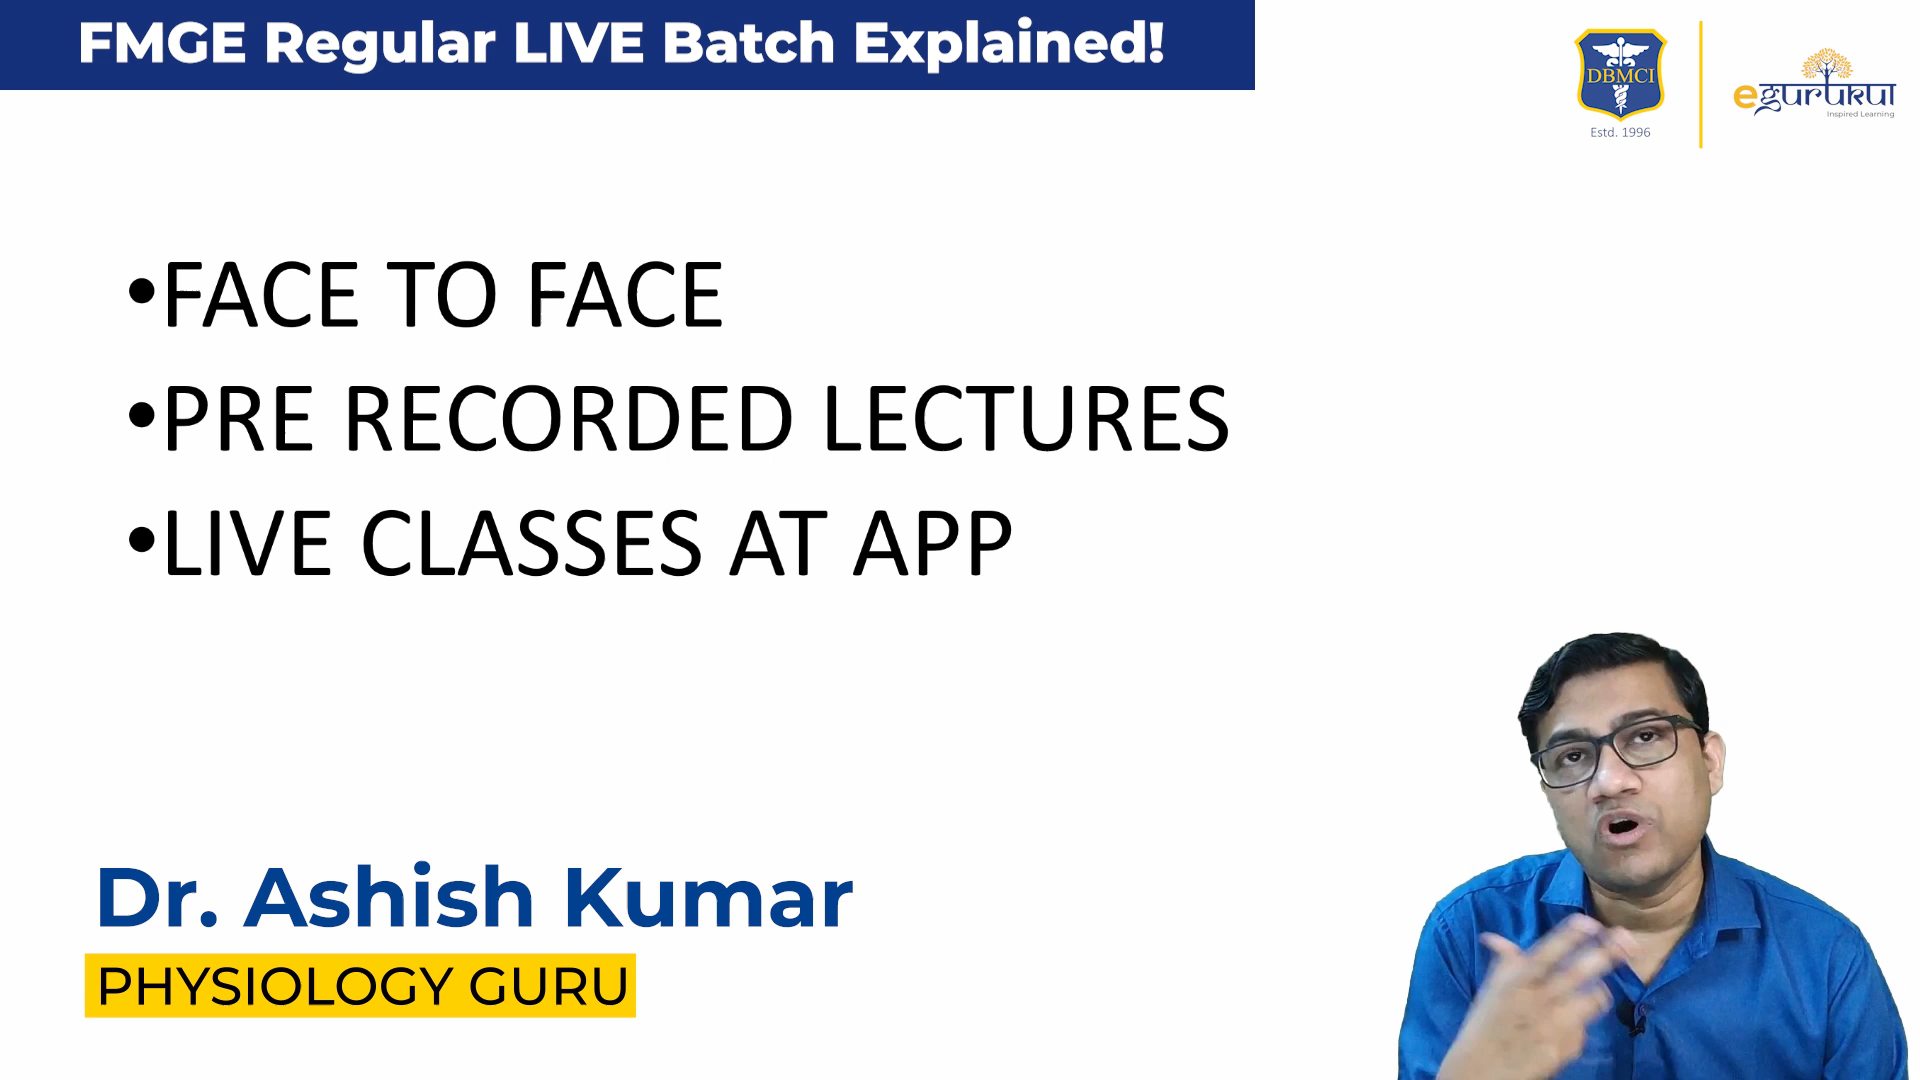 FMGE Regular LIVE Batch Explained!
DBMCI
Estd. 1996
egurukul
Inspired Learning
•FACE TO FACE
•PRE RECORDED LECTURES
•LIVE CLASSES AT APP
Dr. Ashish Kumar
PHYSIOLOGY GURU